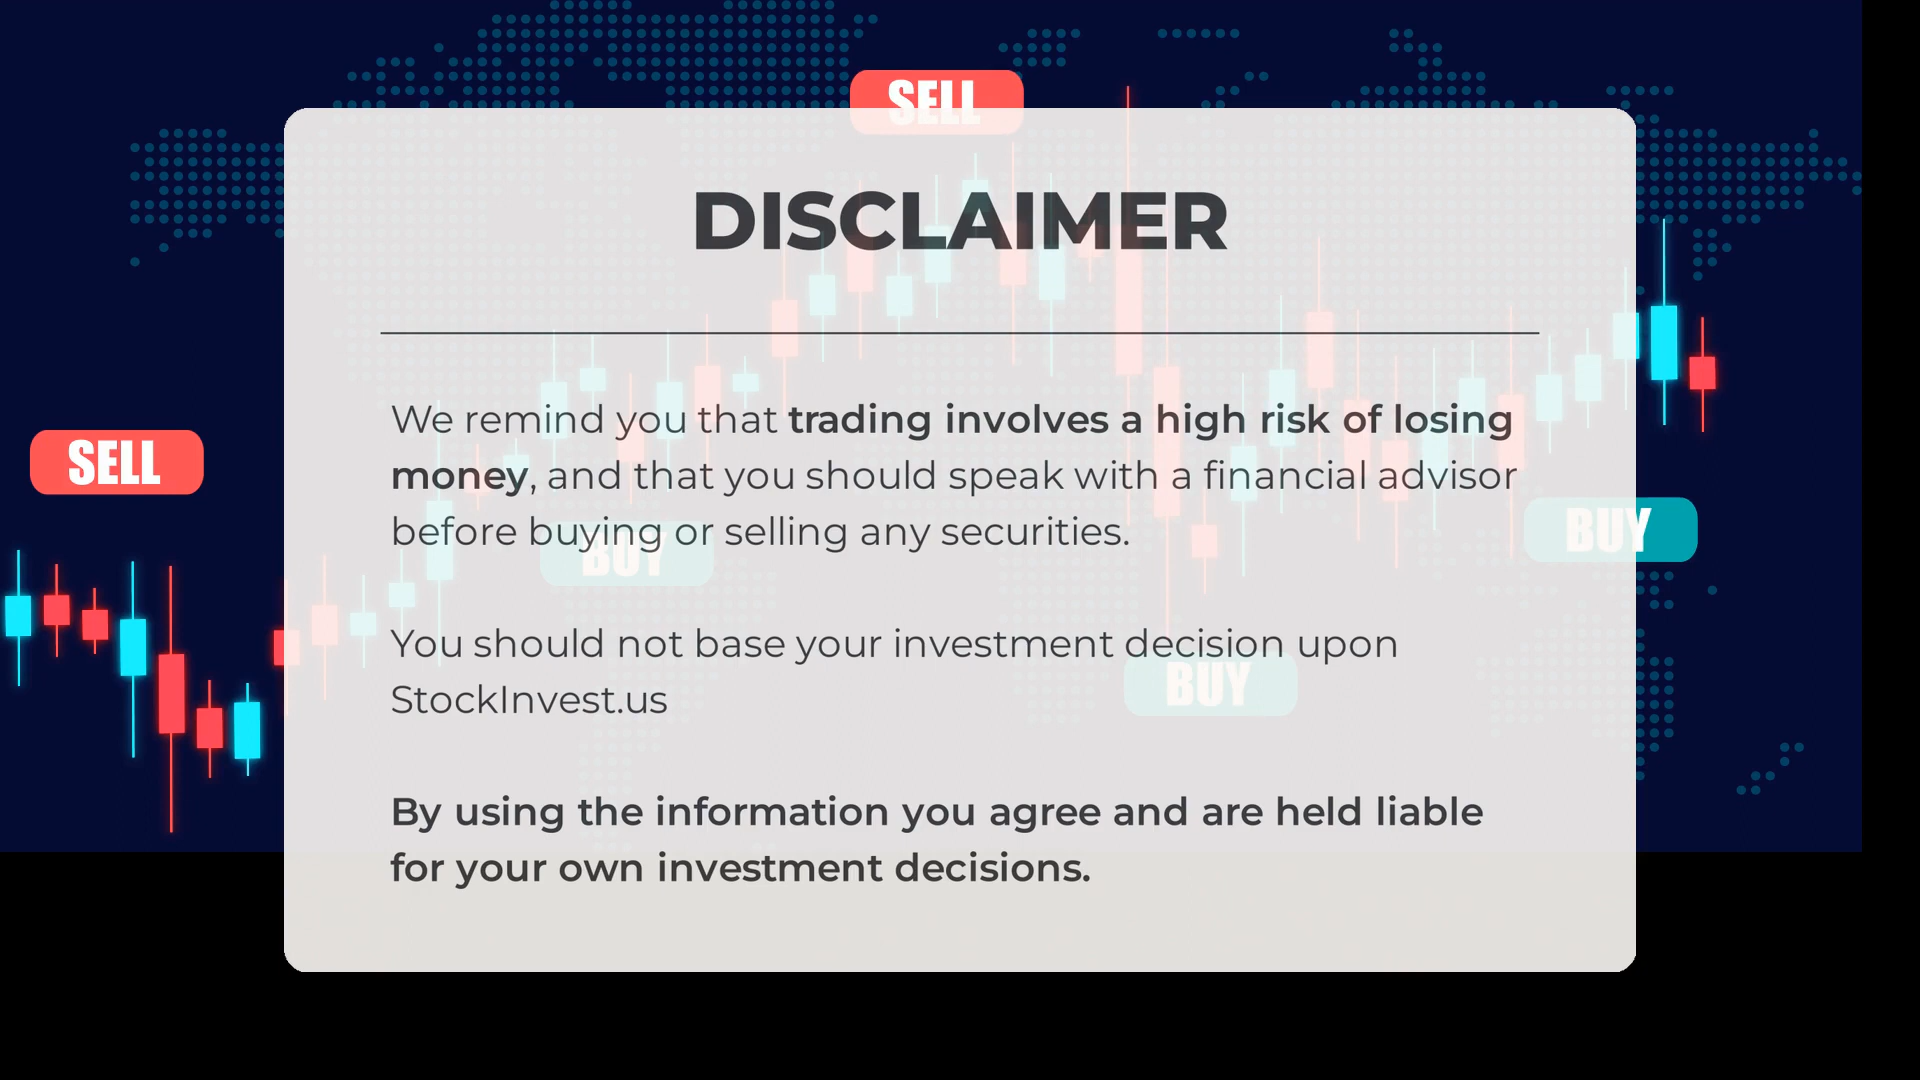 SELL
DISCLAIMER
We remind you that trading involves a high risk of losing
money, and that you should speak with a financial advisor
before buying or selling any securities.
SELL
BUY
BUY
You should not base your investment decision upon
StockInvest.us
BUY
By using the information you agree and are held liable
for your own investment decisions.